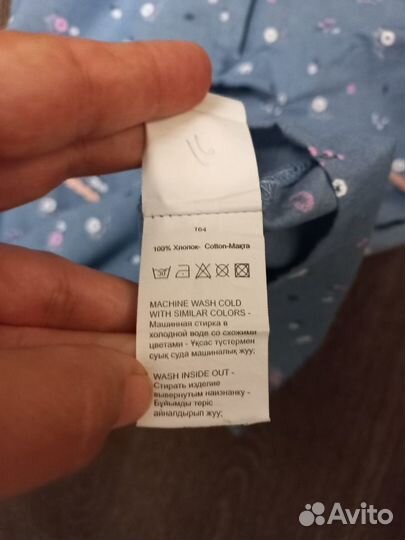 16
164
100% Хлопок- Cotton-Мақта
MACHINE WASH COLD
WITH SIMILAR COLORS -
Машинная стирка в
холодной воде со схожими
цветами - Ұқсас түстермен
суық суда машиналық жуу;
WASH INSIDE OUT -
Стирать изделие
вывернутым наизнанку -
Бұйымды теріс
айналдырып жуу;
Avito